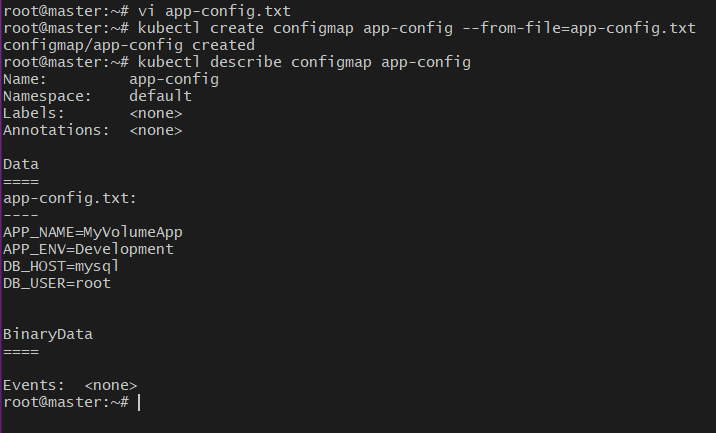 root@master:~# vi app-config.txt
root@master:~# kubectl create configmap app-config --from-file=app-config.txt
configmap/app-config created
root@master:~# kubectl describe configmap app-config
Name:         app-config
Namespace:    default
Labels:       <none>
Annotations:  <none>

Data
====
app-config.txt:
----
APP_NAME=MyVolumeApp
APP_ENV=Development
DB_HOST=mysql
DB_USER=root


BinaryData
====

Events:  <none>
root@master:~#